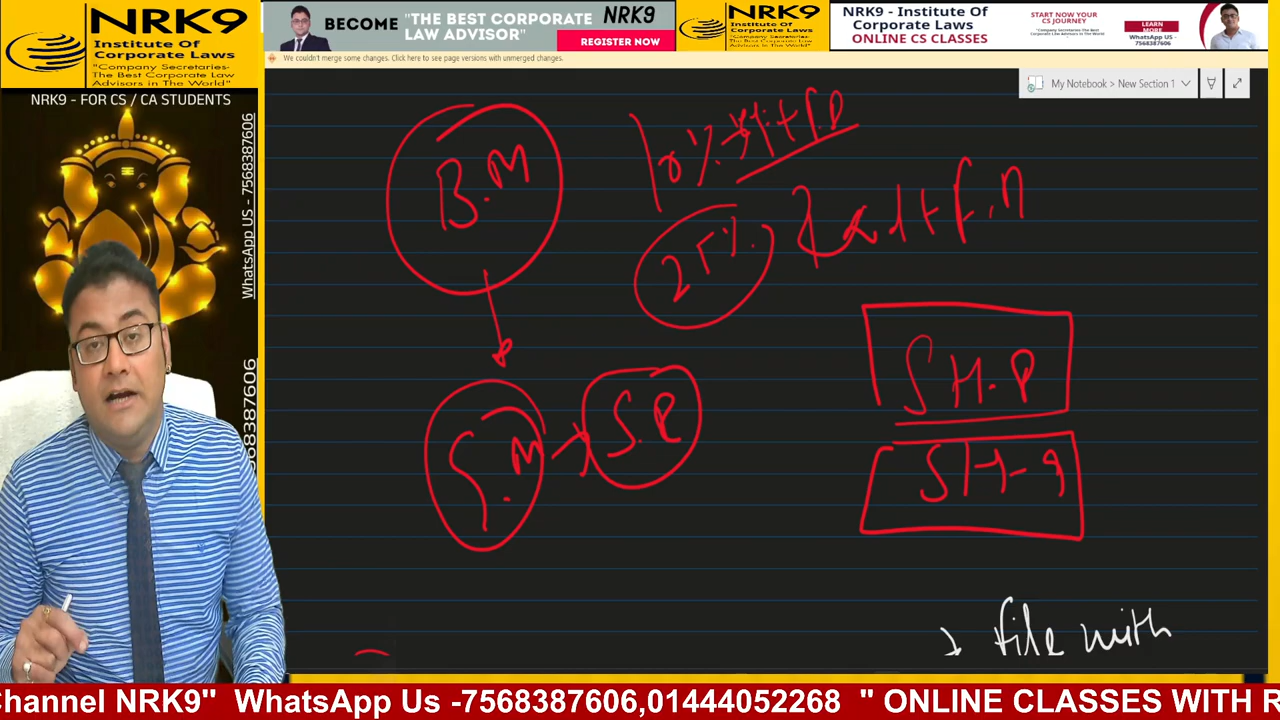 NRK9
Institute Of
Corporate Laws
"Company Secretaries-
The Best Corporate Law
Advisors in The World"
NRK9 - FOR CS / CA STUDENTS
BECOME "THE BEST CORPORATE
LAW ADVISOR"
NRK9
REGISTER NOW
NRK9
Institute Of
Corporate Laws
NRK9 - Institute Of
Corporate Laws
ONLINE CS CLASSES
START NOW YOUR
CS JOURNEY
LEARN
MORE
WhatsApp US -
7568387606
We couldn't merge some changes. Click here to see page versions with unmerged changes.
My Notebook > New Section 1
WhatsApp US - 7568387606
B.M
25%
S.M
S.R
SH.P
SH-9
file with
Channel NRK9" WhatsApp Us -7568387606,01444052268 " ONLINE CLASSES WITH R